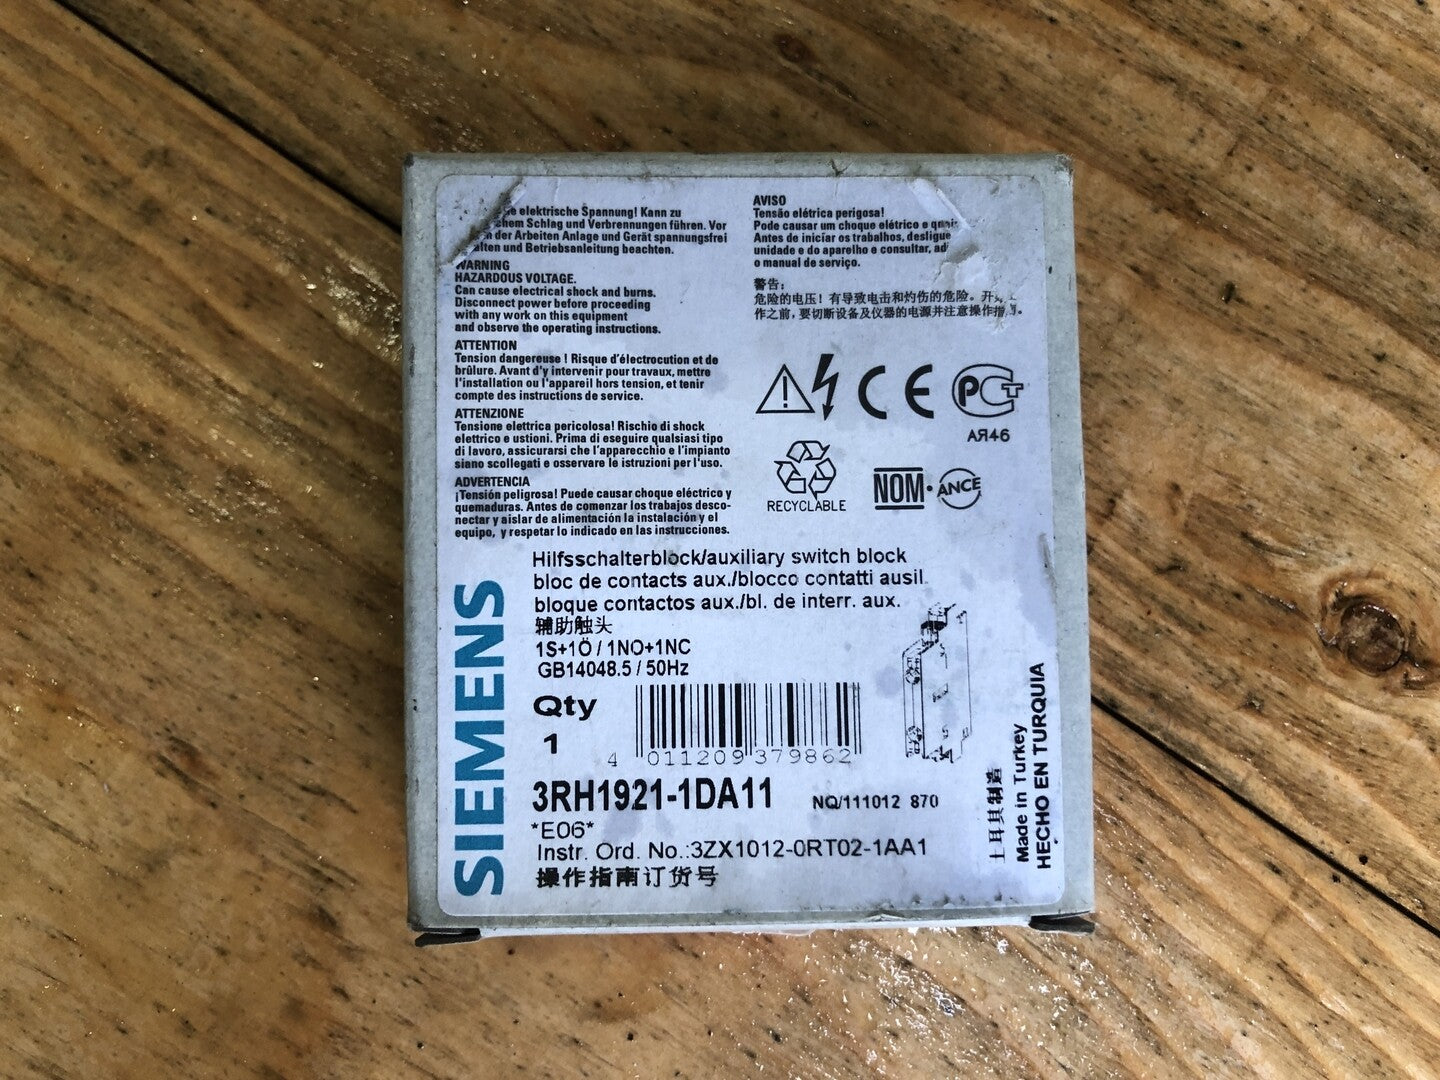 elektrische Spannung! Kann zu
Schlag und Verbrennungen führen. Vor
der Arbeiten Anlage und Gerät spannungsfrei
und Betriebsanleitung beachten.
WARNING
HAZARDOUS VOLTAGE.
Can cause electrical shock and burns.
Disconnect power before proceeding
with any work on this equipment
and observe the operating instructions.
ATTENTION
Tension dangereuse ! Risque d'électrocution et de
brûlure. Avant d'y intervenir pour travaux, mettre
l'installation ou l'appareil hors tension, et tenir
compte des instructions de service.
ATTENZIONE
Tensione elettrica pericolosa! Rischio di shock
elettrico e ustioni. Prima di eseguire qualsiasi tipo
di lavoro, assicurarsi che l'apparecchio e l'impianto
siano scollegati e osservare le istruzioni per l'uso.
ADVERTENCIA
¡Tensión peligrosa! Puede causar choque eléctrico y
quemaduras. Antes de comenzar los trabajos desco-
nectar y aislar de alimentación la instalación y el
equipo, y respetar lo indicado en las instrucciones.
AVISO
Tensão elétrica perigosa!
Pode causar um choque elétrico e
Antes de iniciar os trabalhos, desligue
unidade e do aparelho e consultar,
o manual de serviço.
警告:
危险的电压! 有导致电击和灼伤的危险。开
作之前, 要切断设备及仪器的电源并注意操作指
CE
РСТ
АЯ46
RECYCLABLE
NOM·ANCE
SIEMENS
Hilfsschalterblock/auxiliary switch block
bloc de contacts aux./blocco contatti ausil.
bloque contactos aux./bl. de interr. aux.
辅助触头
1S+1Ö / 1NO+1NC
GB14048.5 / 50Hz
Qty
1
4 011209 379862
3RH1921-1DA11 NQ/111012 870
*E06*
Instr. Ord. No.:3ZX1012-0RT02-1AA1
操作指南订货号
土耳其制造
Made in Turkey
HECHO EN TURQUIA